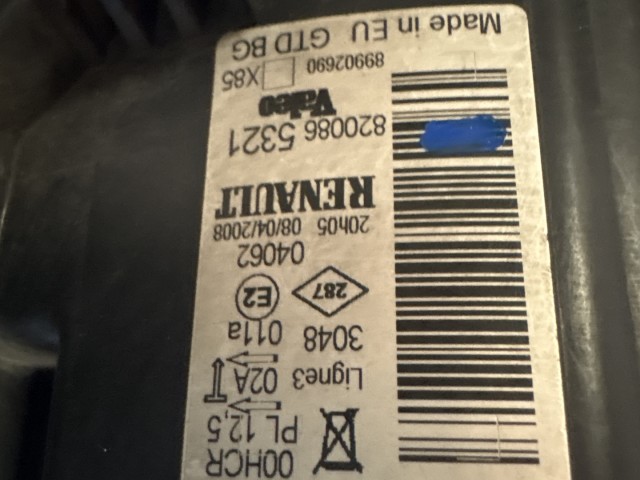 00HCR
PL 12,5
Ligne3 02A
3048 011a
287 E2
04062
20h05 08/04/2008
RENAULT
820086 5321
Valeo
89902690 X85
Made in EU GTD BG